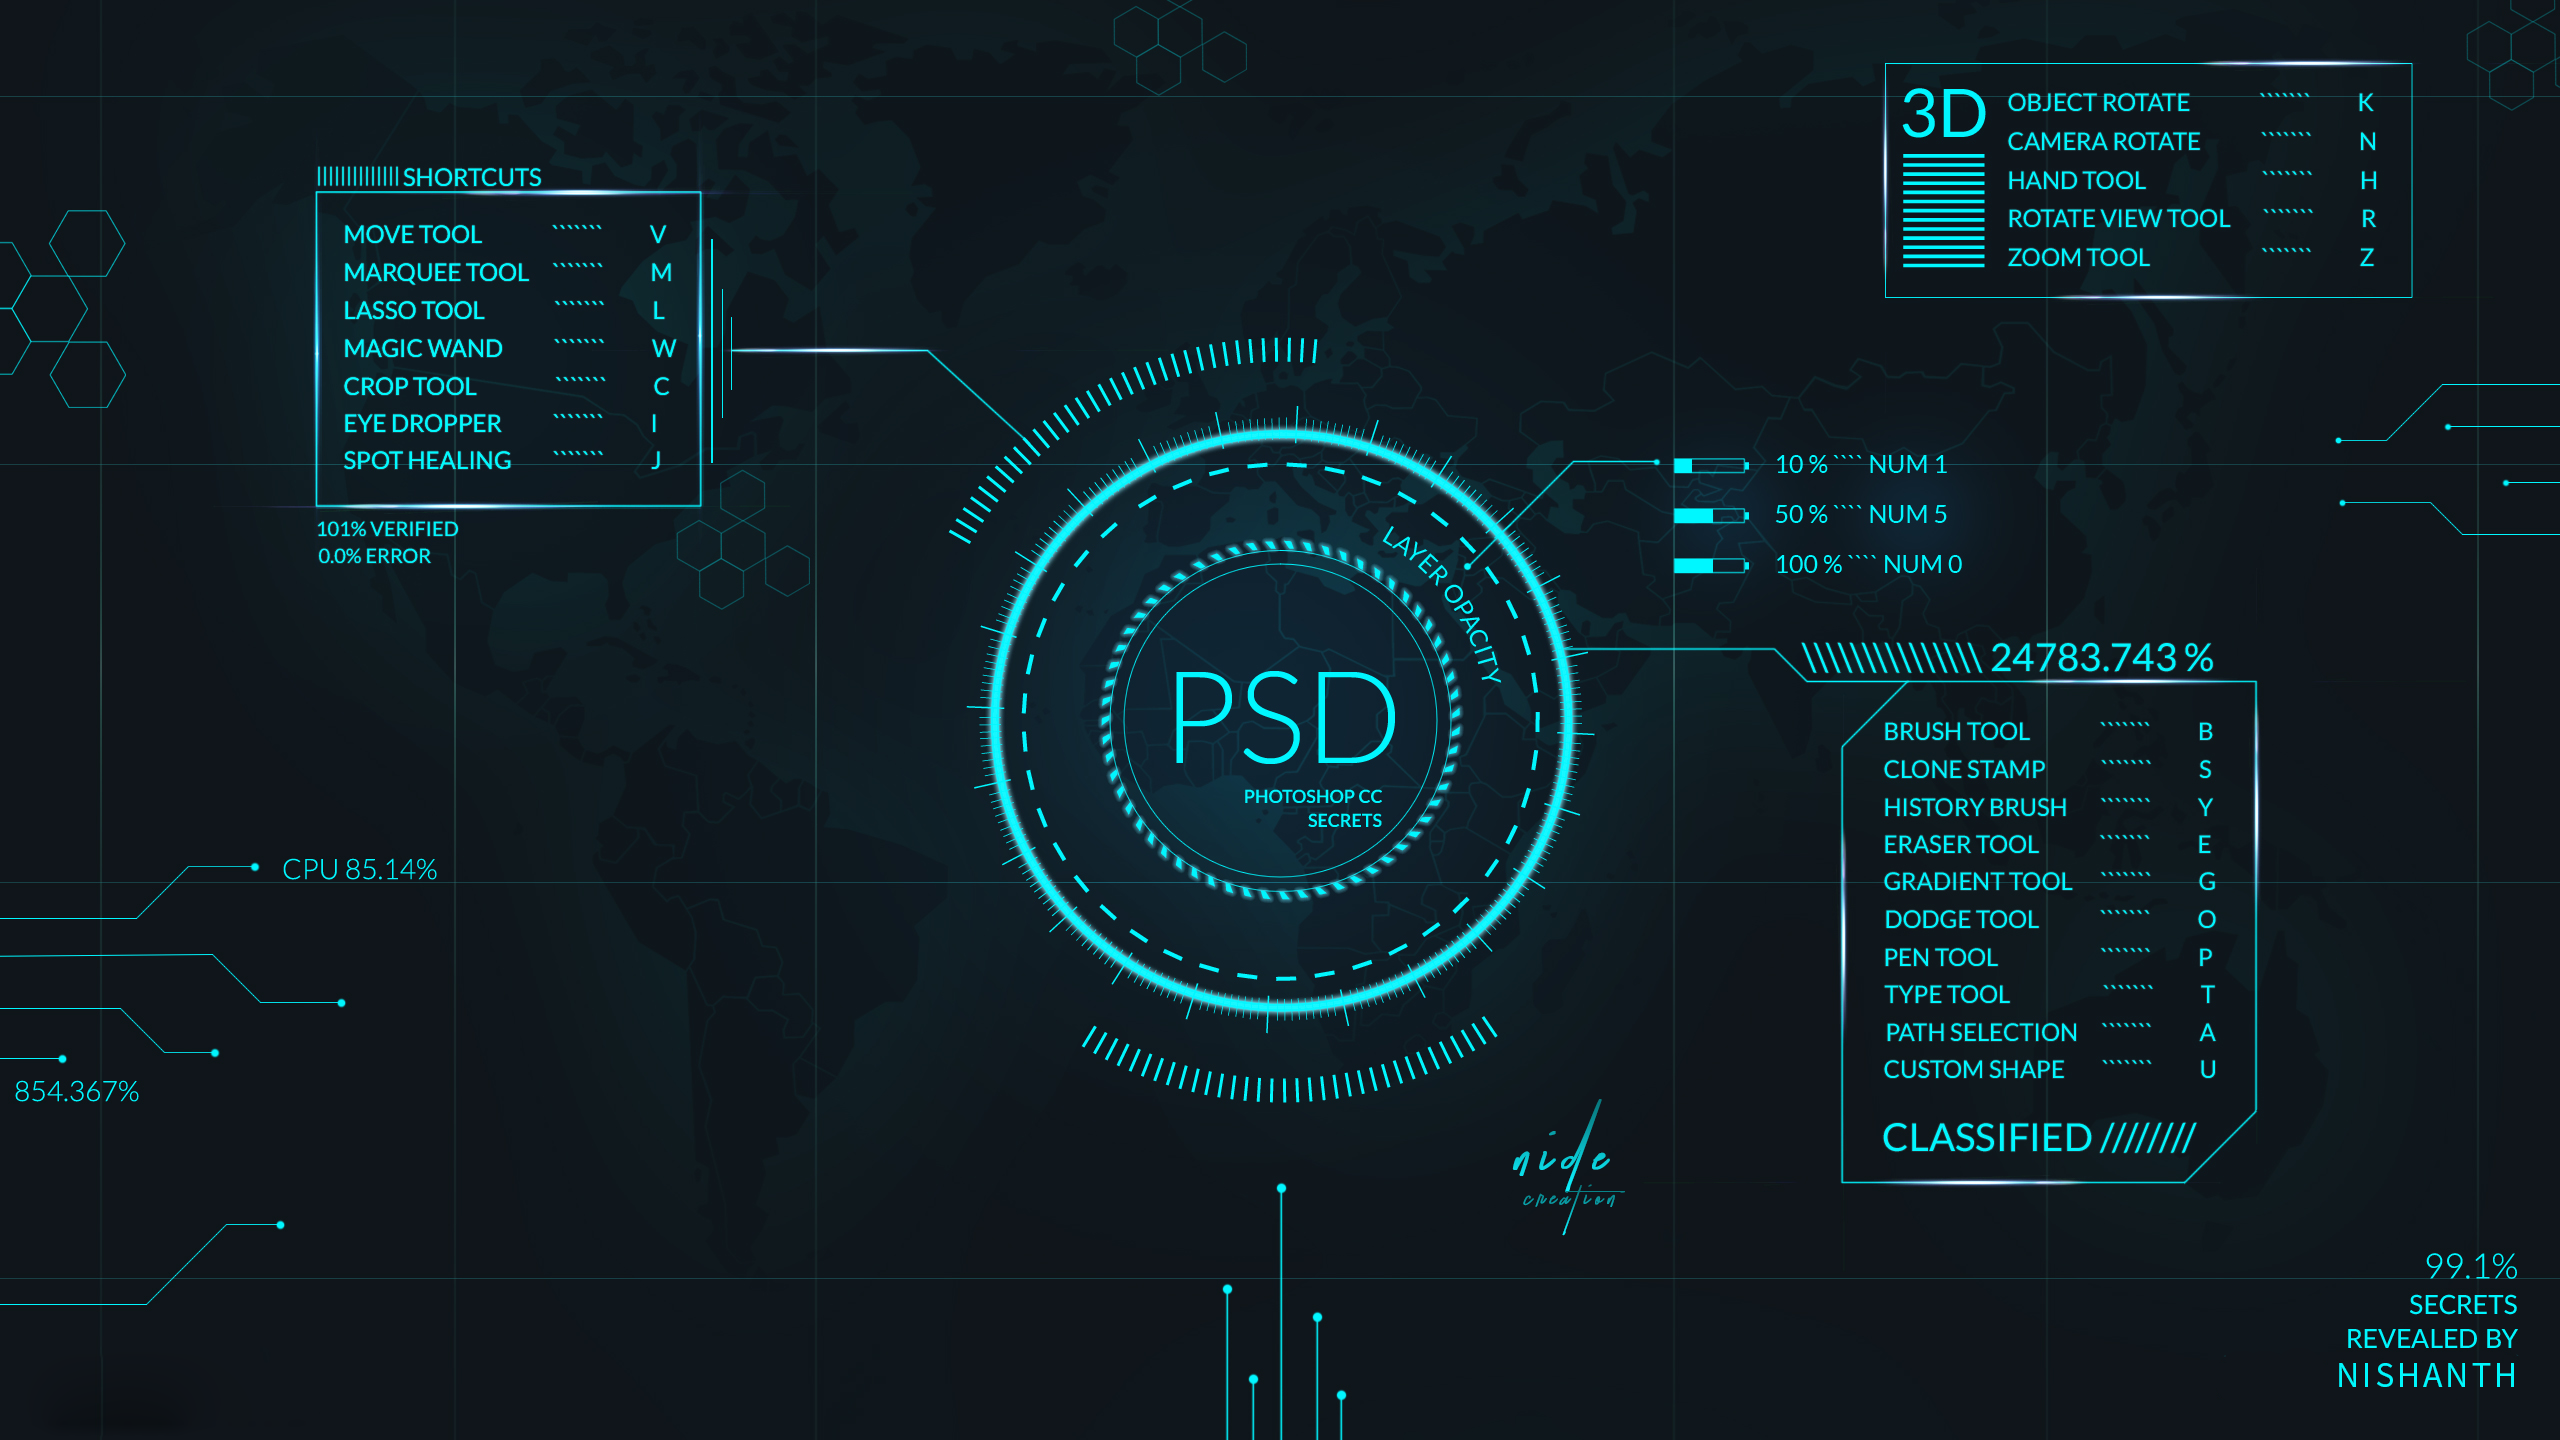 SHORTCUTS
MOVE TOOL ``````` V
MARQUEE TOOL ``````` M
LASSO TOOL ``````` L
MAGIC WAND ``````` W
CROP TOOL ``````` C
EYE DROPPER ``````` I
SPOT HEALING ``````` J
101% VERIFIED
0.0% ERROR
3D
OBJECT ROTATE ``````` K
CAMERA ROTATE ``````` N
HAND TOOL ``````` H
ROTATE VIEW TOOL ``````` R
ZOOM TOOL ``````` Z
10 % ```` NUM 1
50 % ```` NUM 5
100 % ```` NUM 0
LAYER OPACITY
PSD
PHOTOSHOP CC
SECRETS
24783.743 %
BRUSH TOOL ``````` B
CLONE STAMP ``````` S
HISTORY BRUSH ``````` Y
ERASER TOOL ``````` E
GRADIENT TOOL ``````` G
DODGE TOOL ``````` O
PEN TOOL ``````` P
TYPE TOOL ``````` T
PATH SELECTION ``````` A
CUSTOM SHAPE ``````` U
CLASSIFIED ////////
CPU 85.14%
854.367%
nide
creation
99.1%
SECRETS
REVEALED BY
NISHANTH